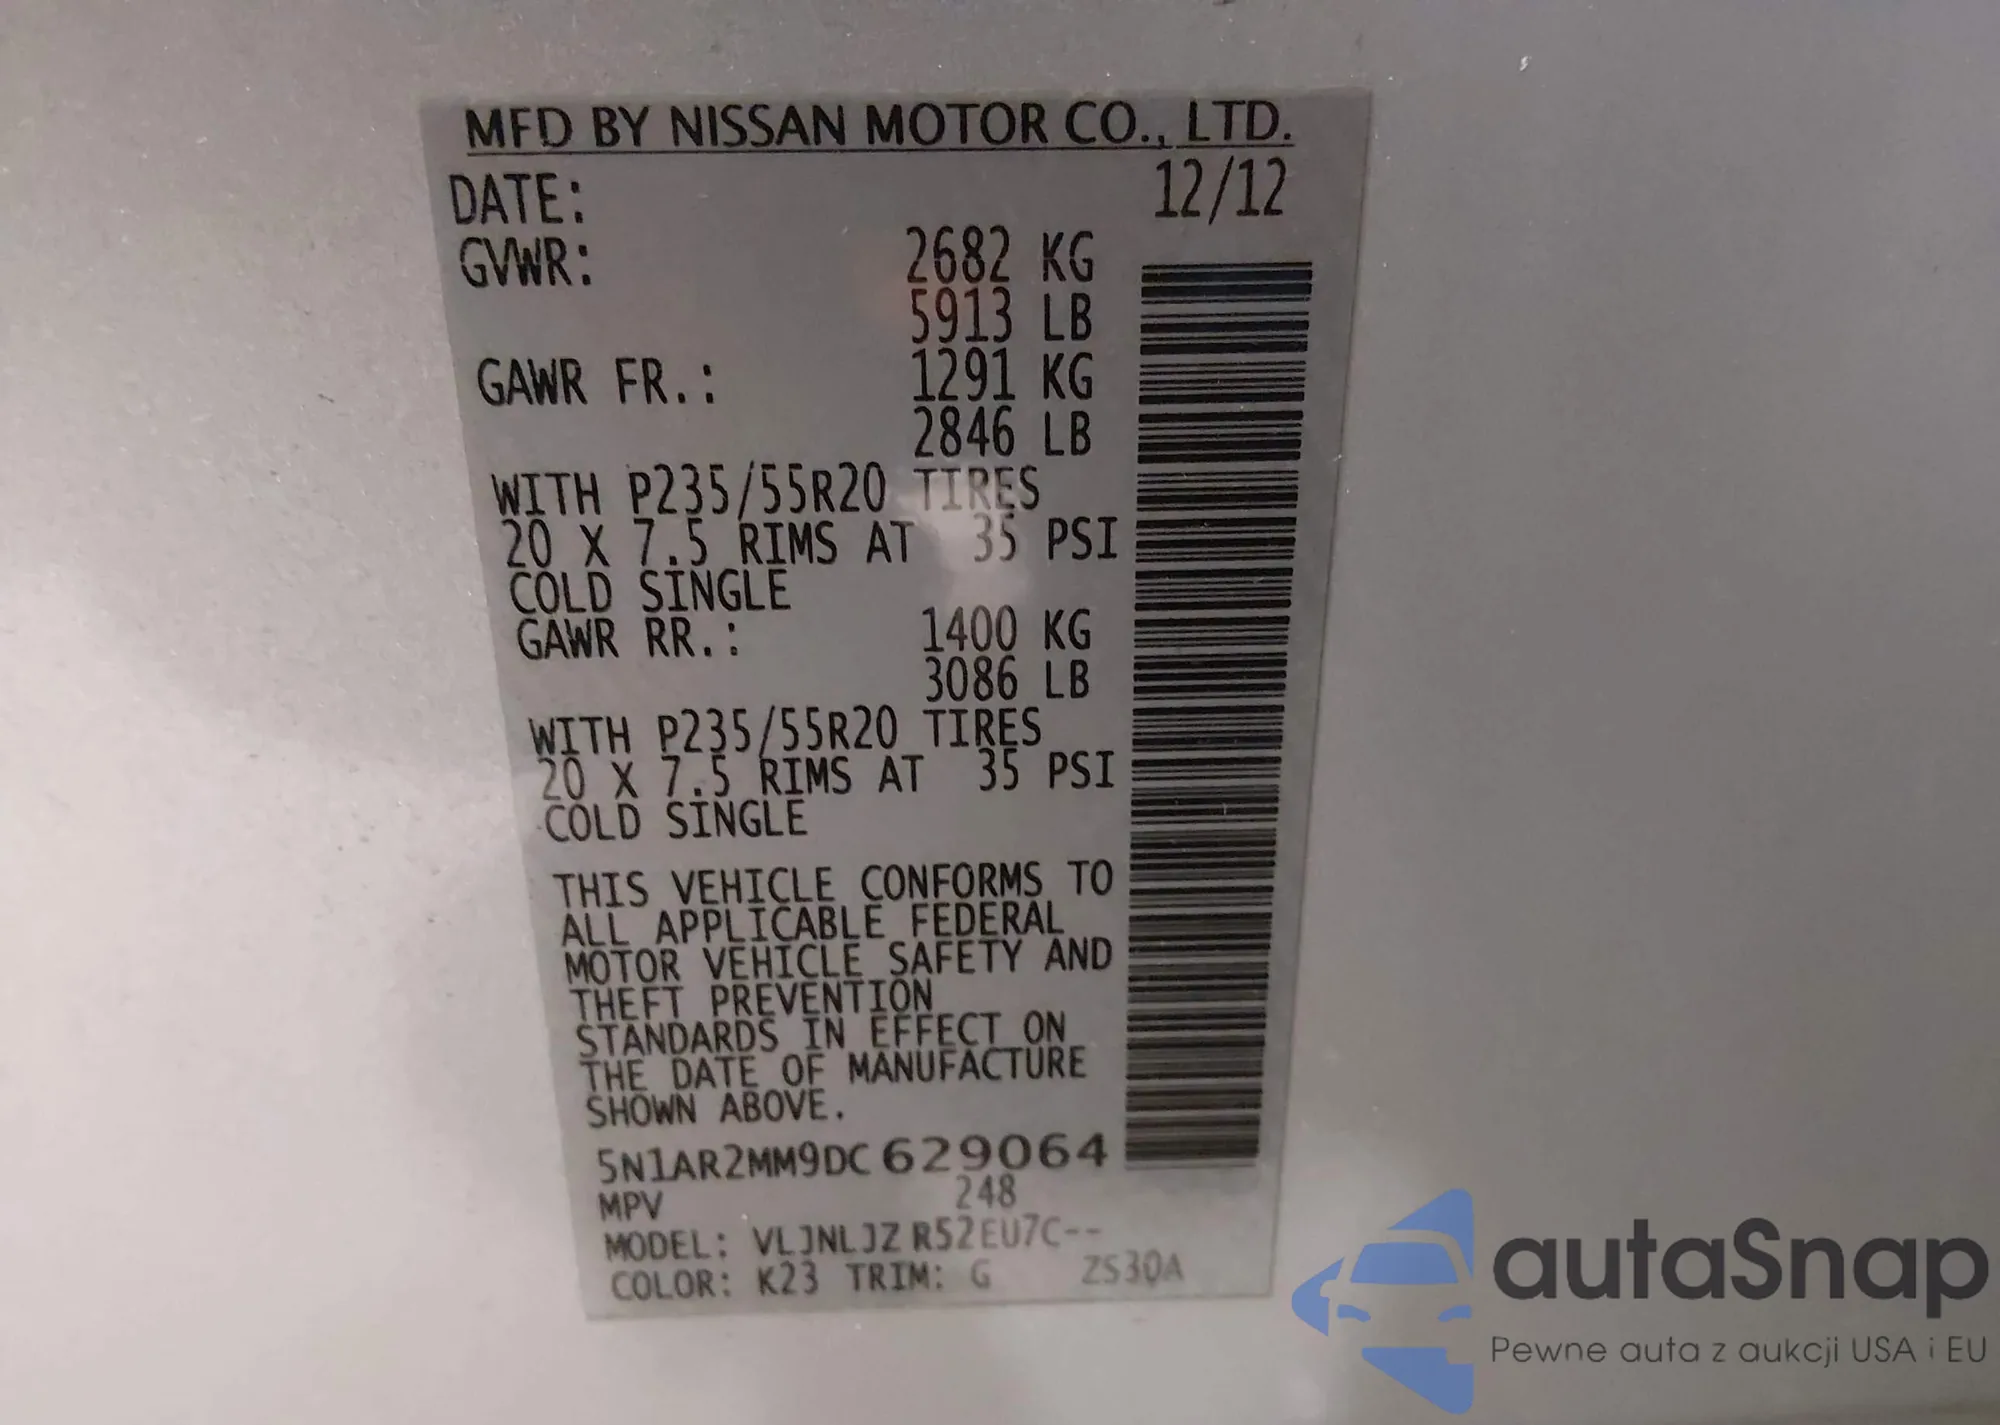 MFD BY NISSAN MOTOR CO., LTD.
DATE: 12/12
GVWR: 2682 KG
5913 LB
GAWR FR.: 1291 KG
2846 LB
WITH P235/55R20 TIRES
20 X 7.5 RIMS AT 35 PSI
COLD SINGLE
GAWR RR.: 1400 KG
3086 LB
WITH P235/55R20 TIRES
20 X 7.5 RIMS AT 35 PSI
COLD SINGLE
THIS VEHICLE CONFORMS TO
ALL APPLICABLE FEDERAL
MOTOR VEHICLE SAFETY AND
THEFT PREVENTION
STANDARDS IN EFFECT ON
THE DATE OF MANUFACTURE
SHOWN ABOVE.
5N1AR2MM9DC629064
MPV 248
MODEL: VLJNLJZ R52EU7C--
COLOR: K23 TRIM: G ZS30A
autaSnap
Pewne auta z aukcji USA i EU